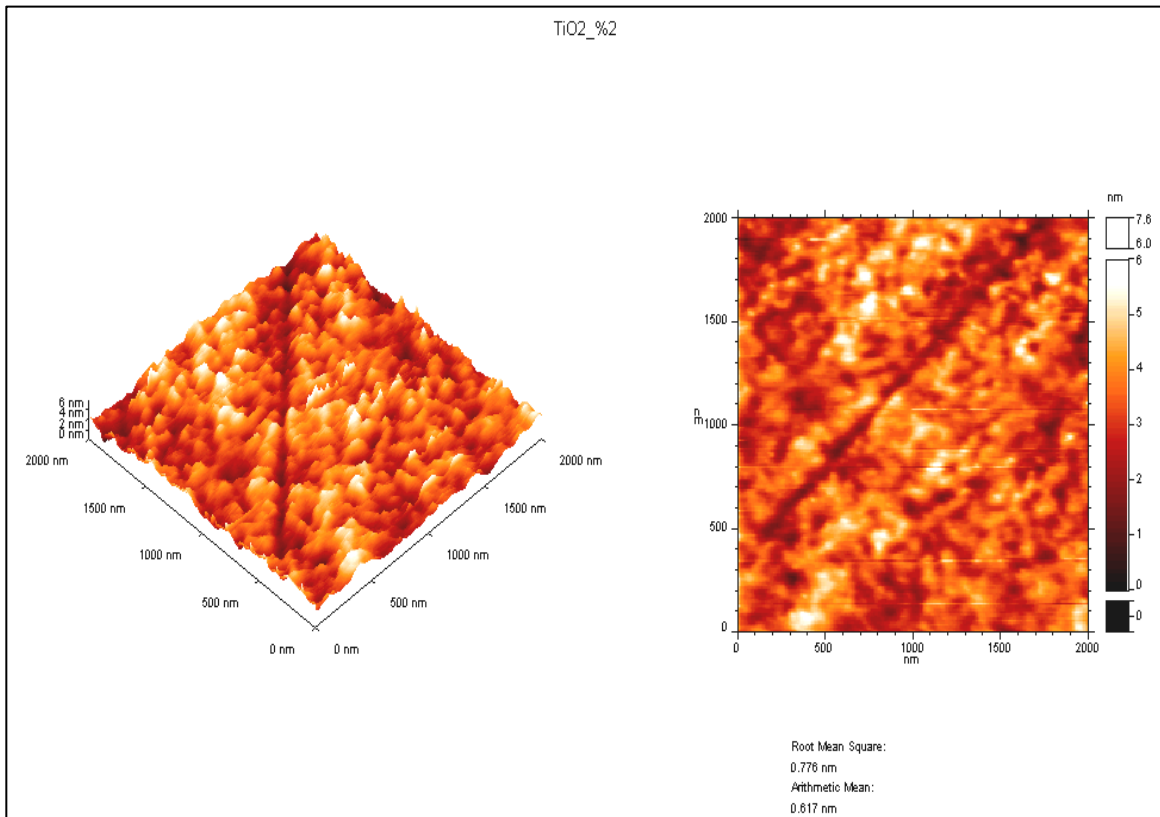 TiO2_%2
6 nm
4 nm
2 nm
0 nm
2000 nm
1500 nm
1000 nm
500 nm
0 nm
0 nm
500 nm
1000 nm
1500 nm
2000 nm
nm
2000
1500
1000
500
0
nm
0
500
1000
1500
2000
nm
7.6
6.0
6
5
4
3
2
1
0
0
Root Mean Square:
0.776 nm
Arithmetic Mean:
0.617 nm